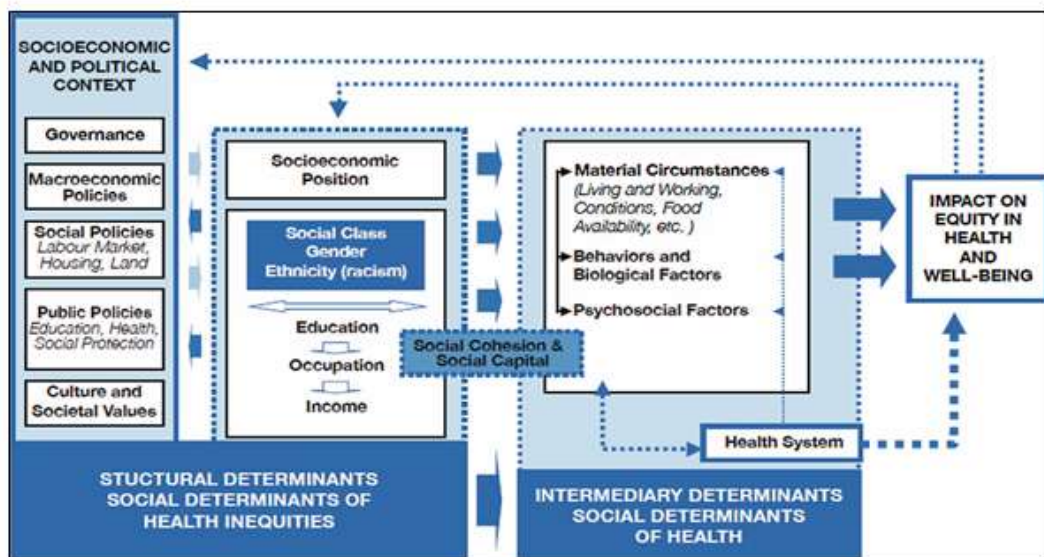 SOCIOECONOMIC
AND POLITICAL
CONTEXT
Governance
Macroeconomic
Policies
Social Policies
Labour Market,
Housing, Land
Public Policies
Education, Health,
Social Protection
Culture and
Societal Values
Socioeconomic
Position
Social Class
Gender
Ethnicity (racism)
Education
Occupation
Income
Social Cohesion &
Social Capital
Material Circumstances
(Living and Working,
Conditions, Food
Availability, etc. )
Behaviors and
Biological Factors
Psychosocial Factors
Health System
IMPACT ON
EQUITY IN
HEALTH
AND
WELL-BEING
STUCTURAL DETERMINANTS
SOCIAL DETERMINANTS OF
HEALTH INEQUITIES
INTERMEDIARY DETERMINANTS
SOCIAL DETERMINANTS
OF HEALTH